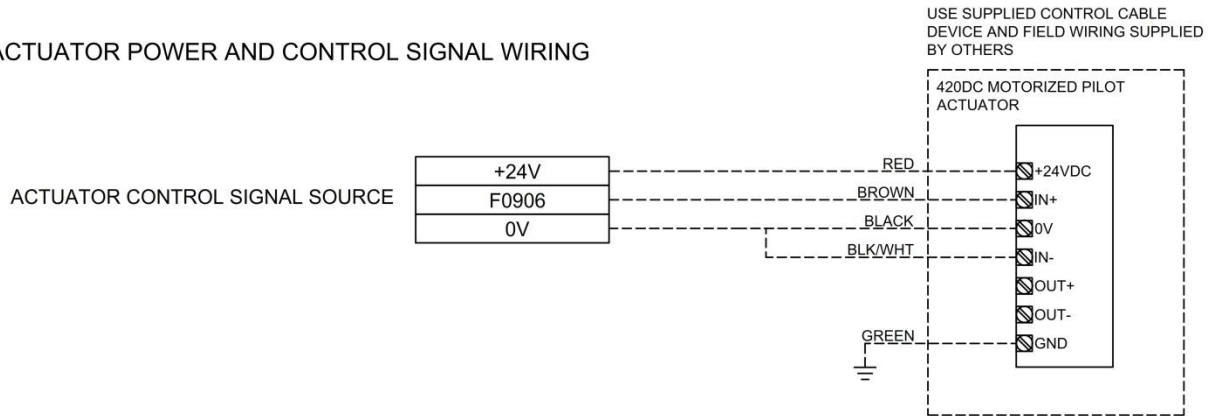 USE SUPPLIED CONTROL CABLE
DEVICE AND FIELD WIRING SUPPLIED
BY OTHERS
ACTUATOR POWER AND CONTROL SIGNAL WIRING
420DC MOTORIZED PILOT
ACTUATOR
ACTUATOR CONTROL SIGNAL SOURCE
+24V
F0906
0V
RED
BROWN
BLACK
BLK/WHT
GREEN
+24VDC
IN+
0V
IN-
OUT+
OUT-
GND